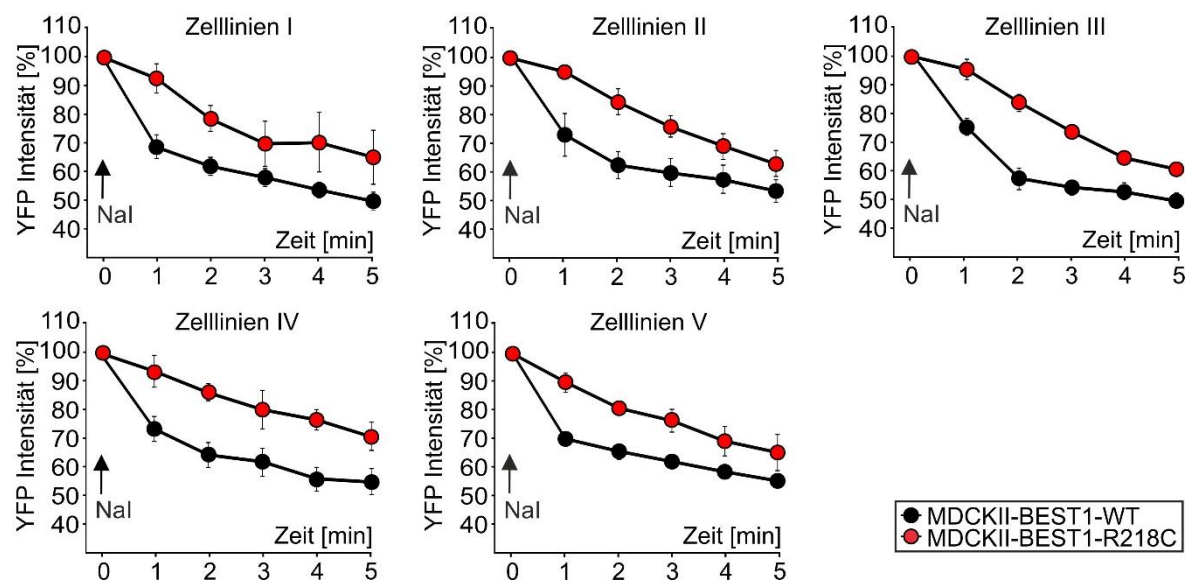 Zelllinien I
YFP Intensität [%]
110
100
90
80
70
60
50
40
NaI
Zeit [min]
0 1 2 3 4 5
Zelllinien II
YFP Intensität [%]
110
100
90
80
70
60
50
40
NaI
Zeit [min]
0 1 2 3 4 5
Zelllinien III
YFP Intensität [%]
110
100
90
80
70
60
50
40
NaI
Zeit [min]
0 1 2 3 4 5
Zelllinien IV
YFP Intensität [%]
110
100
90
80
70
60
50
40
NaI
Zeit [min]
0 1 2 3 4 5
Zelllinien V
YFP Intensität [%]
110
100
90
80
70
60
50
40
NaI
Zeit [min]
0 1 2 3 4 5
MDCKII-BEST1-WT
MDCKII-BEST1-R218C